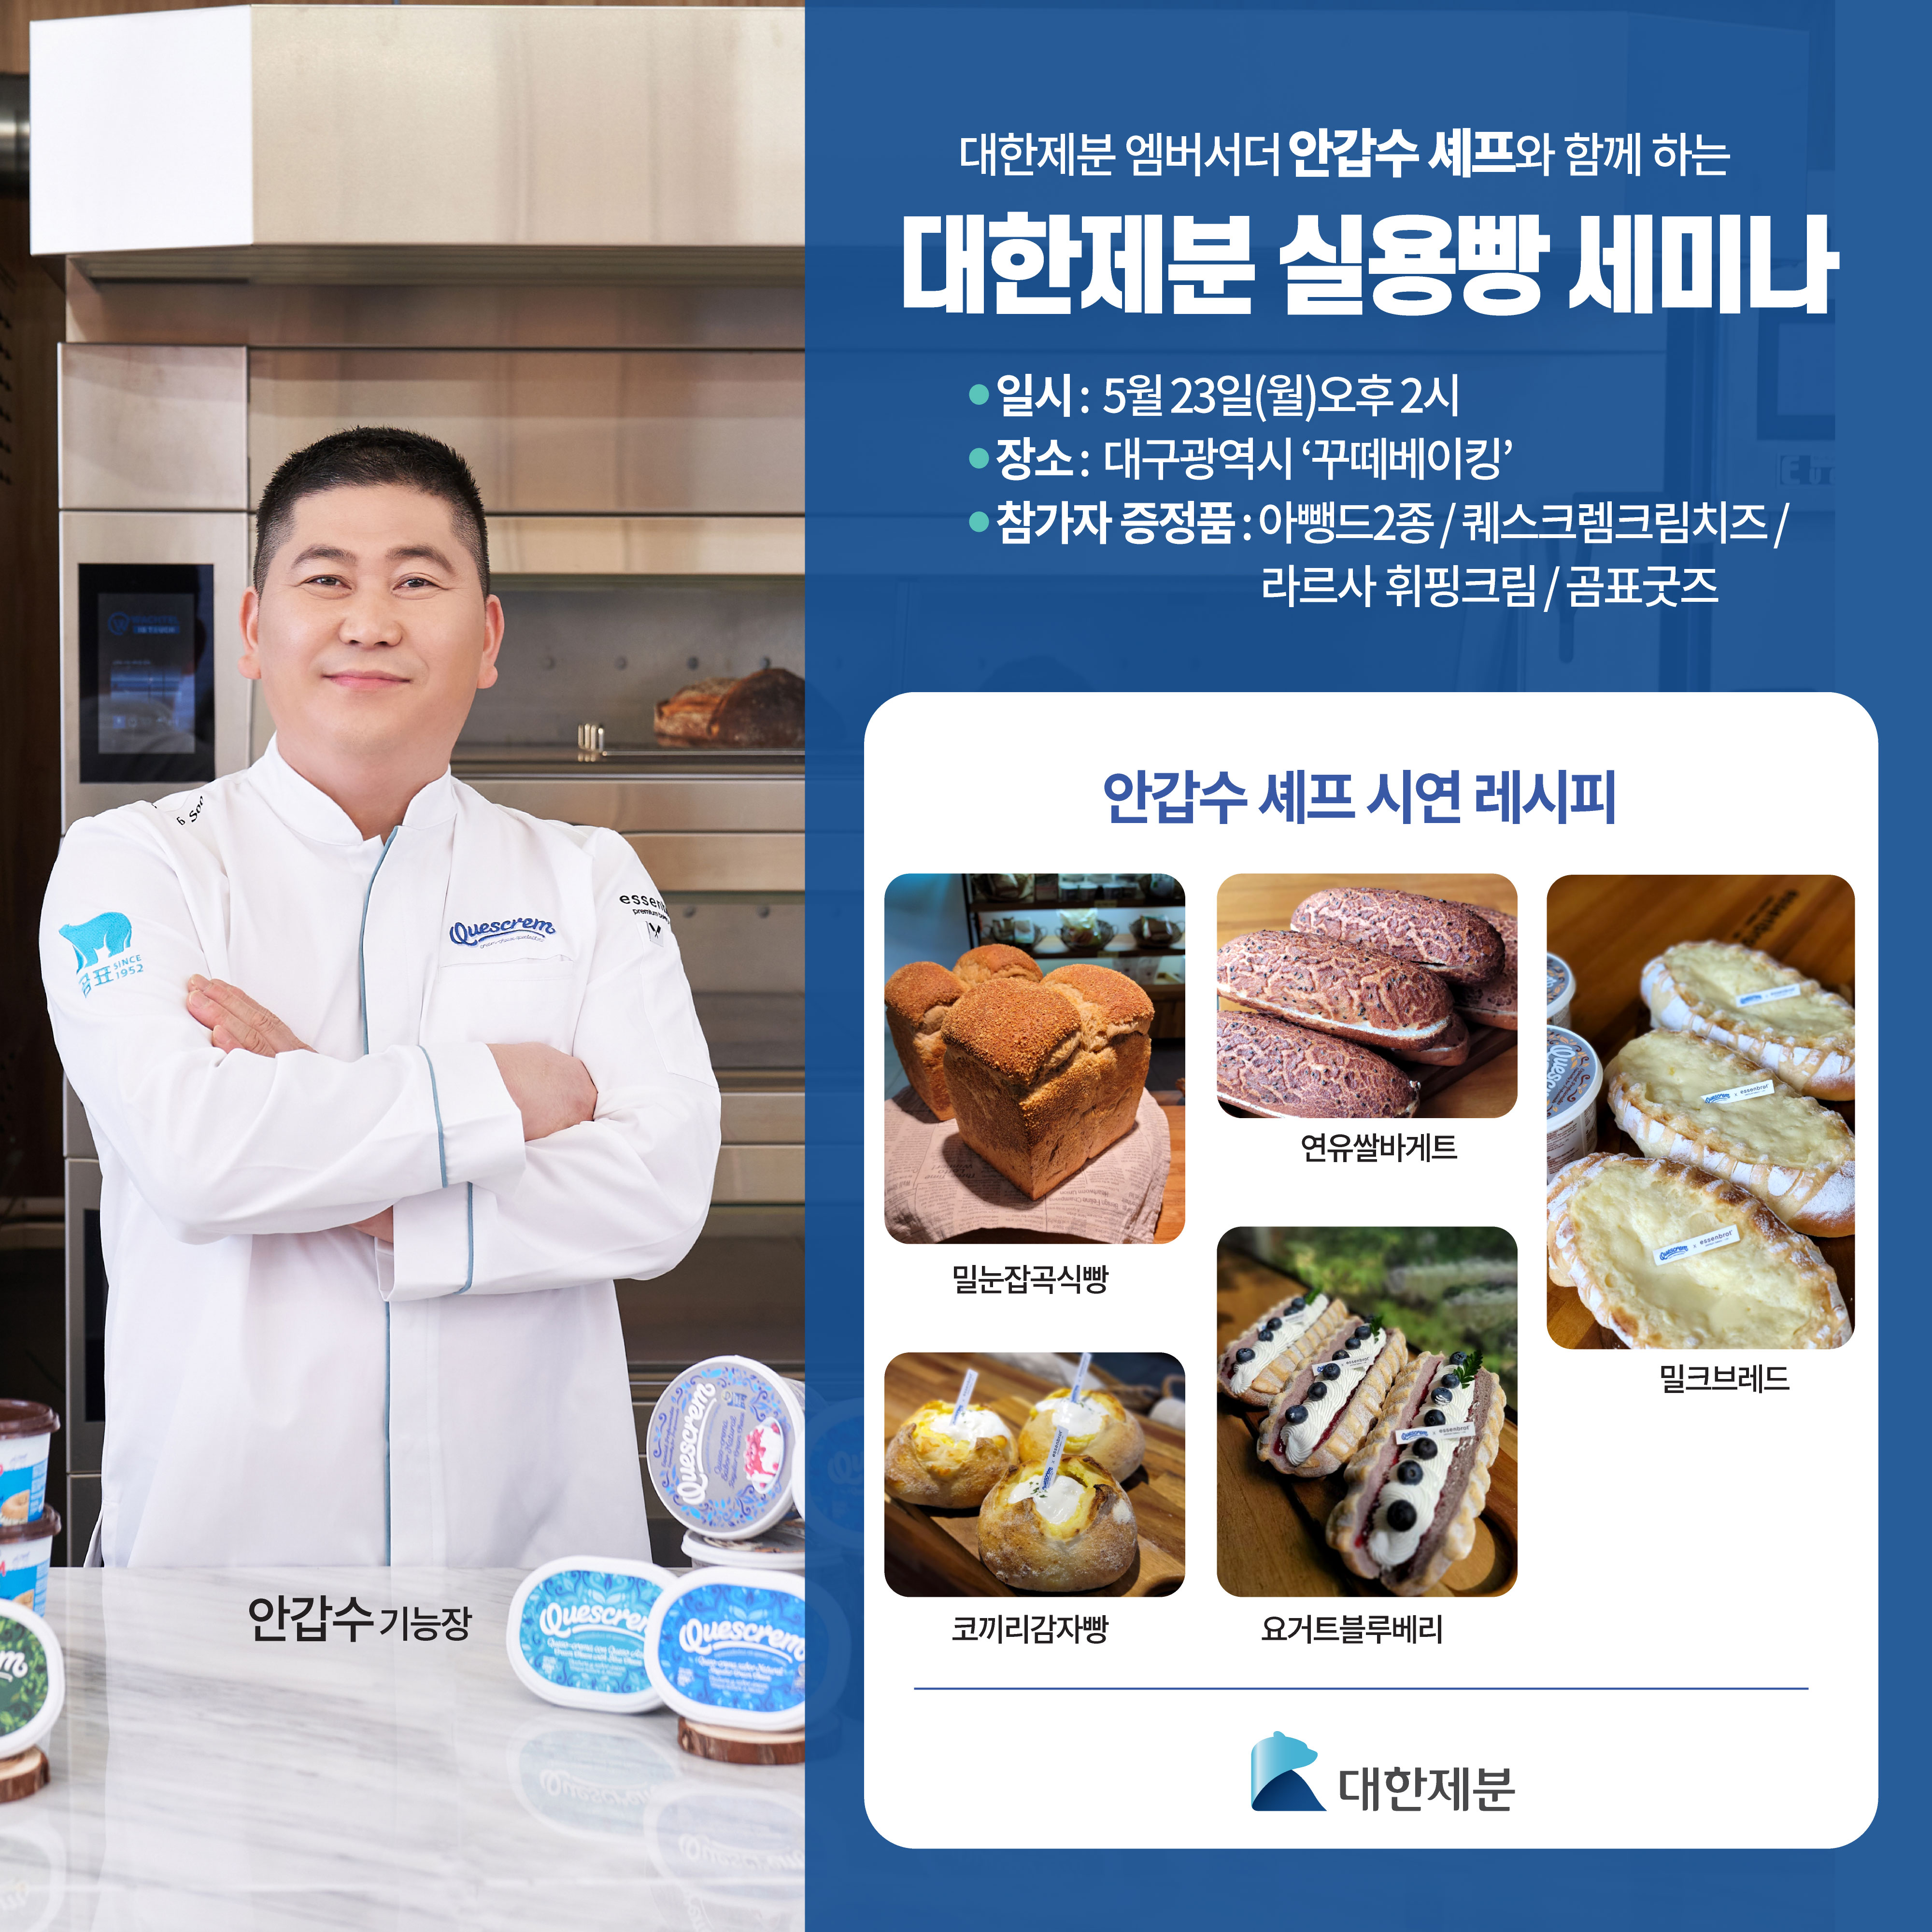 대한제분 엠버서더 안갑수 셰프와 함께 하는
대한제분 실용빵 세미나
일시 : 5월 23일(월)오후 2시
장소 : 대구광역시 ‘꾸떼베이킹’
참가자 증정품 : 아뺑드2종 / 퀘스크렘크림치즈 /
라르사 휘핑크림 / 곰표굿즈
안갑수 셰프 시연 레시피
밀눈잡곡식빵
연유쌀바게트
밀크브레드
코끼리감자빵
요거트블루베리
대한제분
곰표 SINCE
1952
Quescrem
안갑수 기능장
Quescrem
Quescrem
Quescrem